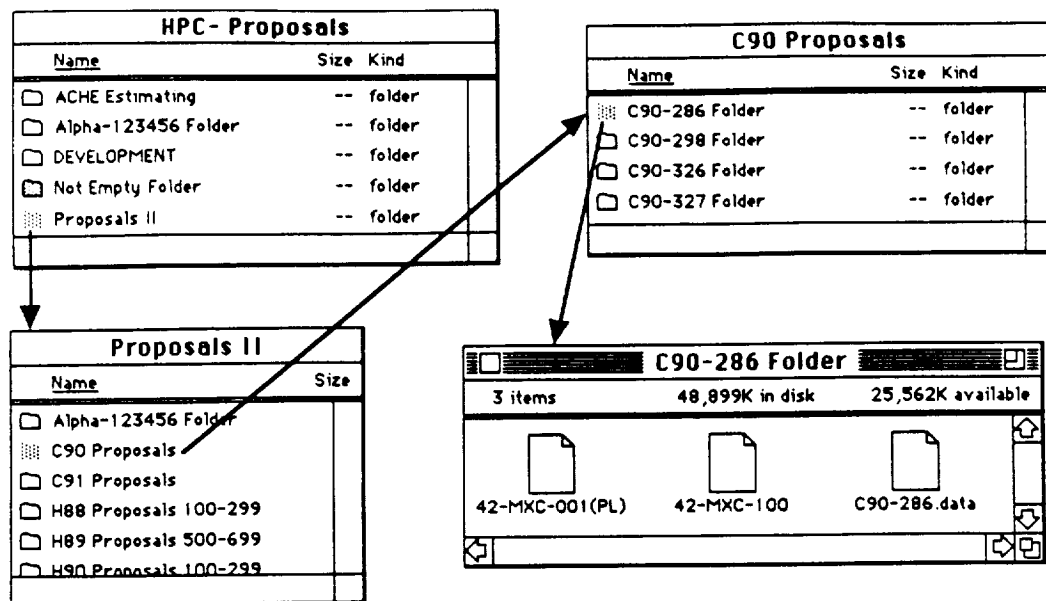 HPC- Proposals
Name Size Kind
ACHE Estimating -- folder
Alpha-123456 Folder -- folder
DEVELOPMENT -- folder
Not Empty Folder -- folder
Proposals II -- folder
C90 Proposals
Name Size Kind
C90-286 Folder -- folder
C90-298 Folder -- folder
C90-326 Folder -- folder
C90-327 Folder -- folder
Proposals II
Name Size
Alpha-123456 Folder
C90 Proposals
C91 Proposals
H88 Proposals 100-299
H89 Proposals 500-699
H90 Proposals 100-299
C90-286 Folder
3 items 48,899K in disk 25,562K available
42-MXC-001(PL) 42-MXC-100 C90-286.data